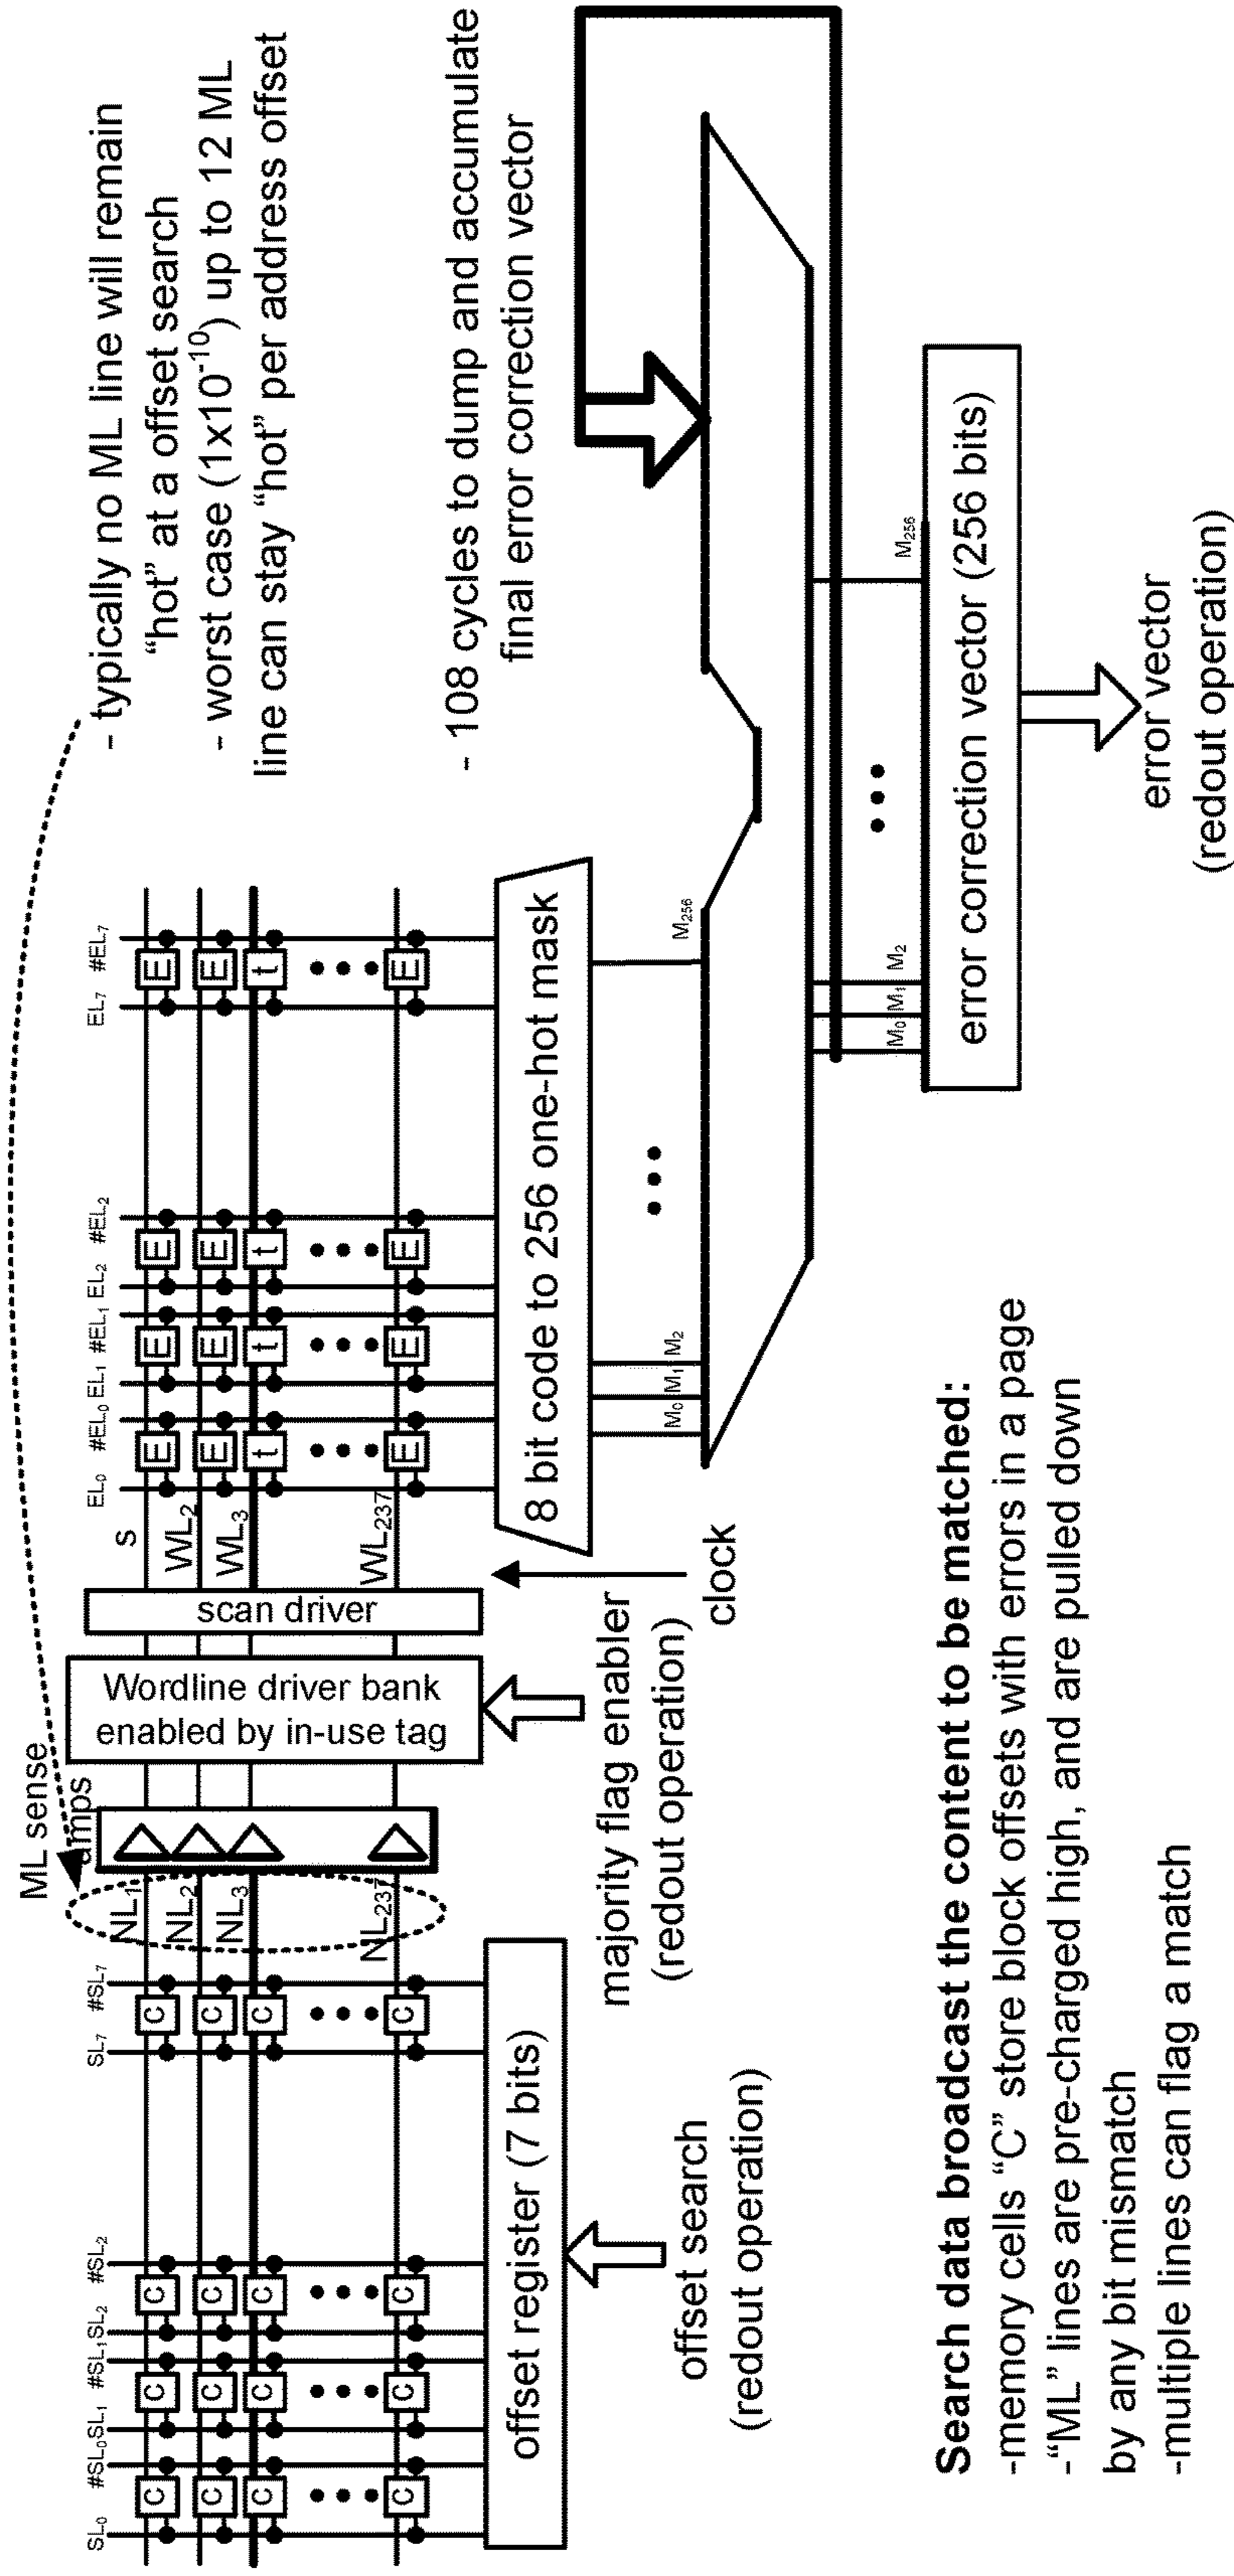 - typically no ML line will remain
“hot” at a offset search
- worst case (1x10⁻¹⁰) up to 12 ML
line can stay “hot” per address offset
- 108 cycles to dump and accumulate
final error correction vector
SL₀ #SL₀ SL₁ #SL₁ SL₂ #SL₂ SL₇ #SL₇
C C C C
C C C C
C C C C
C C C C
NL₁
NL₂
NL₃
NL₂₃₇
ML sense
amps
Wordline driver bank
enabled by in-use tag
scan driver
S
WL₂
WL₃
WL₂₃₇
EL₀ #EL₀ EL₁ #EL₁ EL₂ #EL₂ EL₇ #EL₇
E E E E
E E E E
t t t t
E E E E
offset register (7 bits)
offset search
(redout operation)
majority flag enabler
(redout operation)
clock
8 bit code to 256 one-hot mask
M₀ M₁ M₂ M₂₅₆
M₀ M₁ M₂ M₂₅₆
error correction vector (256 bits)
error vector
(redout operation)
Search data broadcast the content to be matched:
-memory cells “C” store block offsets with errors in a page
-“ML” lines are pre-charged high, and are pulled down
by any bit mismatch
-multiple lines can flag a match